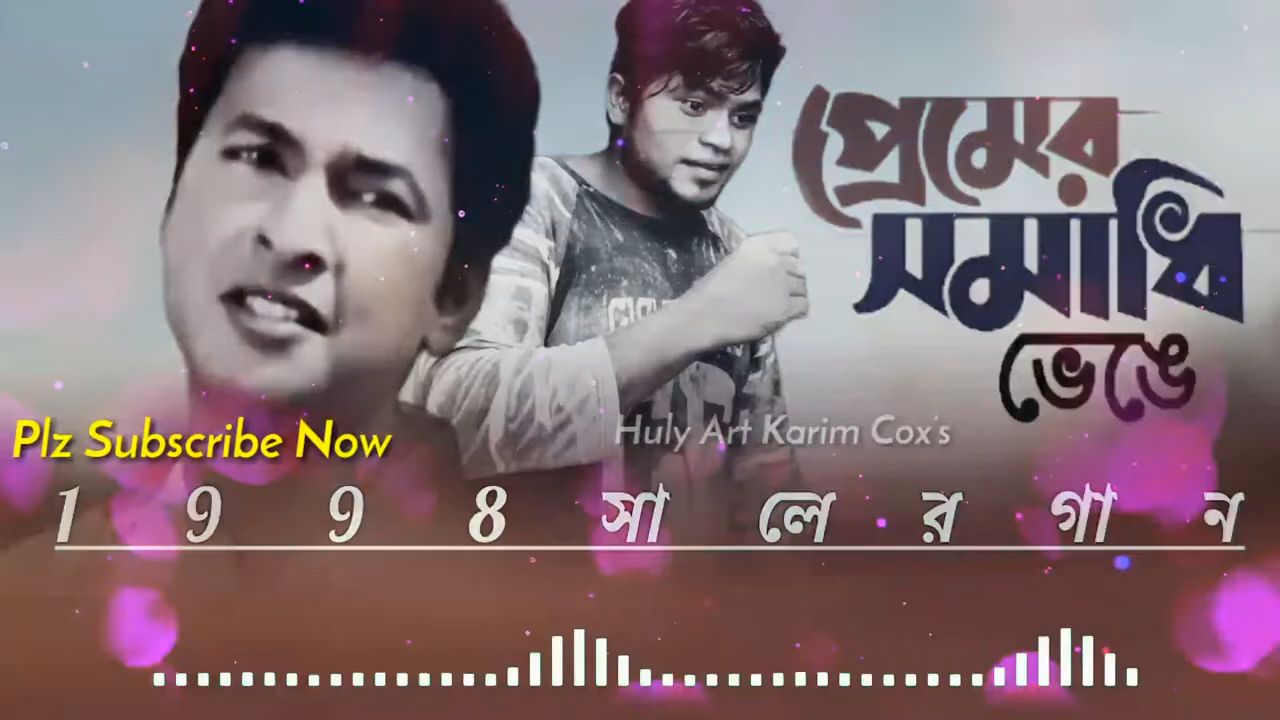 প্রেমের
সমাধি
ভেঙে
Plz Subscribe Now
Huly Art Karim Cox's
1998 সালের গান